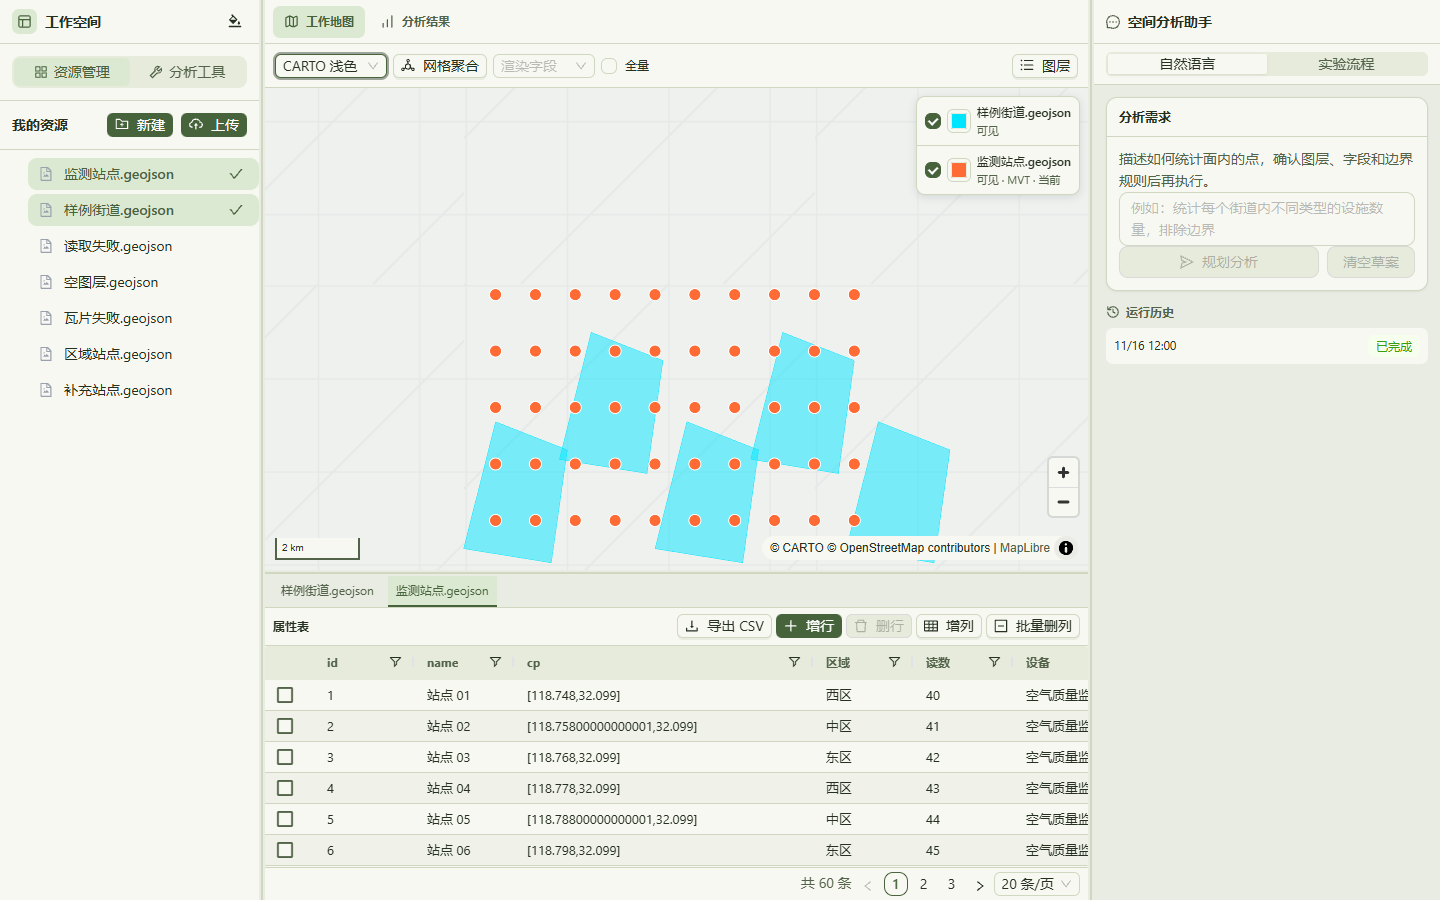 工作空间
资源管理
分析工具
我的资源
新建
上传
监测站点.geojson
样例街道.geojson
读取失败.geojson
空图层.geojson
瓦片失败.geojson
区域站点.geojson
补充站点.geojson
工作地图
分析结果
CARTO 浅色
网格聚合
渲染字段
全量
图层
样例街道.geojson
可见
监测站点.geojson
可见 · MVT · 当前
+
−
2 km
© CARTO © OpenStreetMap contributors | MapLibre
样例街道.geojson
监测站点.geojson
属性表
导出 CSV
增行
删行
增列
批量删列
id name cp 区域 读数 设备
1 站点 01 [118.748,32.099] 西区 40 空气质量监
2 站点 02 [118.75800000000001,32.099] 中区 41 空气质量监
3 站点 03 [118.768,32.099] 东区 42 空气质量监
4 站点 04 [118.778,32.099] 西区 43 空气质量监
5 站点 05 [118.78800000000001,32.099] 中区 44 空气质量监
6 站点 06 [118.798,32.099] 东区 45 空气质量监
共 60 条 1 2 3 20 条/页
空间分析助手
自然语言
实验流程
分析需求
描述如何统计面内的点，确认图层、字段和边界
规则后再执行。
例如：统计每个街道内不同类型的设施数
量，排除边界
规划分析
清空草案
运行历史
11/16 12:00
已完成